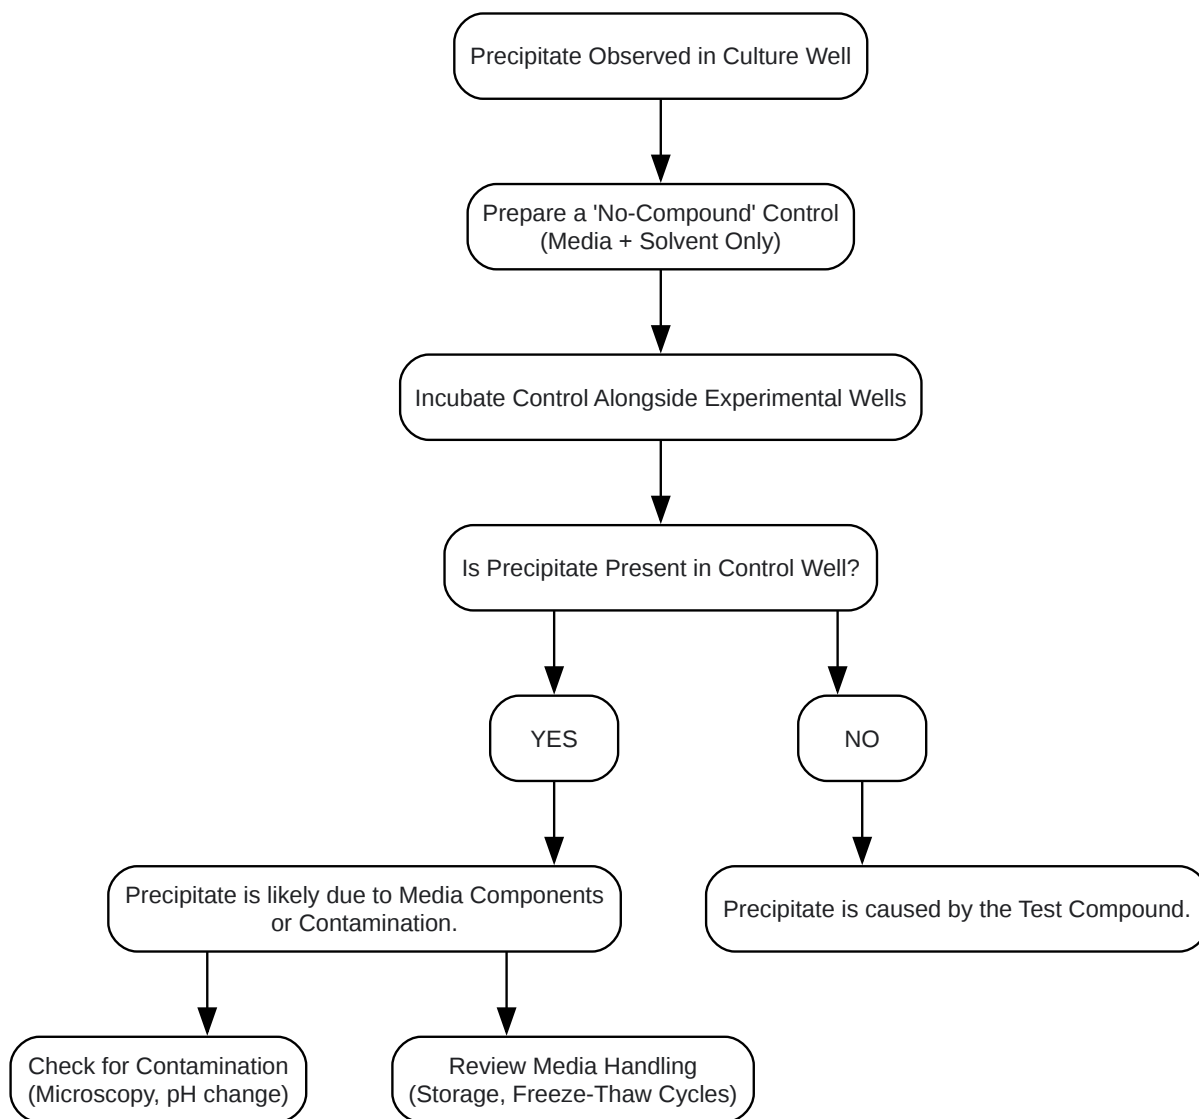 Precipitate Observed in Culture Well
Prepare a 'No-Compound' Control
(Media + Solvent Only)
Incubate Control Alongside Experimental Wells
Is Precipitate Present in Control Well?
YES
NO
Precipitate is likely due to Media Components
or Contamination.
Precipitate is caused by the Test Compound.
Check for Contamination
(Microscopy, pH change)
Review Media Handling
(Storage, Freeze-Thaw Cycles)